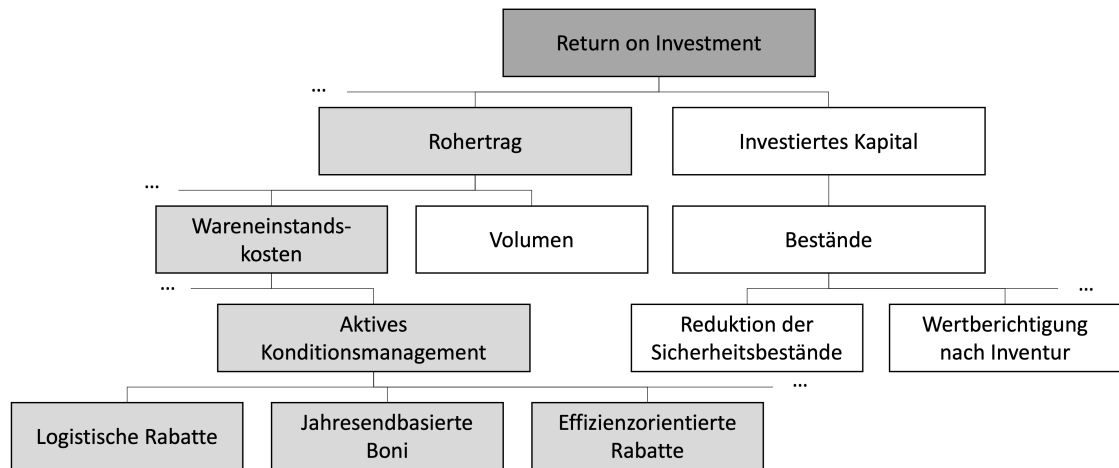 Return on Investment
...
Rohertrag
Investiertes Kapital
...
Wareneinstands-
kosten
Volumen
Bestände
...
...
Aktives
Konditionsmanagement
Reduktion der
Sicherheitsbestände
Wertberichtigung
nach Inventur
...
Logistische Rabatte
Jahresendbasierte
Boni
Effizienzorientierte
Rabatte